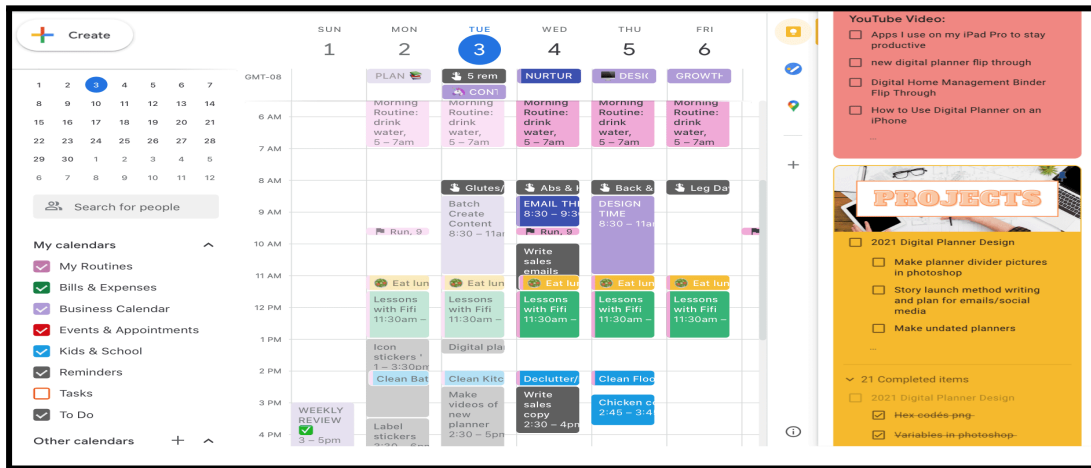 Create
SUN MON TUE WED THU FRI
1 2 3 4 5 6
GMT-08
PLAN 📚
5 rem
NURTUR
DESIG
GROWTH
🦄 CONT
1 2 3 4 5 6 7
8 9 10 11 12 13 14
15 16 17 18 19 20 21
22 23 24 25 26 27 28
29 30 1 2 3 4 5
6 7 8 9 10 11 12
Search for people
My calendars
My Routines
Bills & Expenses
Business Calendar
Events & Appointments
Kids & School
Reminders
Tasks
To Do
Other calendars
6 AM
7 AM
8 AM
9 AM
10 AM
11 AM
12 PM
1 PM
2 PM
3 PM
4 PM
WEEKLY
REVIEW
✅
3 – 5pm
Morning
Routine:
drink
water,
5 – 7am
Run, 9
Eat lun
Lessons
with Fifi
11:30am –
Icon
stickers '
1 – 3:30pm
Clean Bat
Label
stickers
Morning
Routine:
drink
water,
5 – 7am
Glutes/
Batch
Create
Content
8:30 – 11ar
Eat lun
Lessons
with Fifi
11:30am –
Digital pla
Clean Kitc
Make
videos of
new
planner
2:30 – 5pn
Morning
Routine:
drink
water,
5 – 7am
Abs & H
EMAIL THE
8:30 – 9:30
Run, 9
Write
sales
emails
Eat lun
Lessons
with Fifi
11:30am –
Declutter/
Write
sales
copy
2:30 – 4pn
Morning
Routine:
drink
water,
5 – 7am
Back &
DESIGN
TIME
8:30 – 11ar
Eat lun
Lessons
with Fifi
11:30am –
Clean Floo
Chicken co
2:45 – 3:45
Morning
Routine:
drink
water,
5 – 7am
Leg Da
Eat lun
Lessons
with Fifi
11:30am –
YouTube Video:
Apps I use on my iPad Pro to stay
productive
new digital planner flip through
Digital Home Management Binder
Flip Through
How to Use Digital Planner on an
iPhone
PROJECTS
2021 Digital Planner Design
Make planner divider pictures
in photoshop
Story launch method writing
and plan for emails/social
media
Make undated planners
21 Completed items
2021 Digital Planner Design
Hex codes png
Variables in photoshop